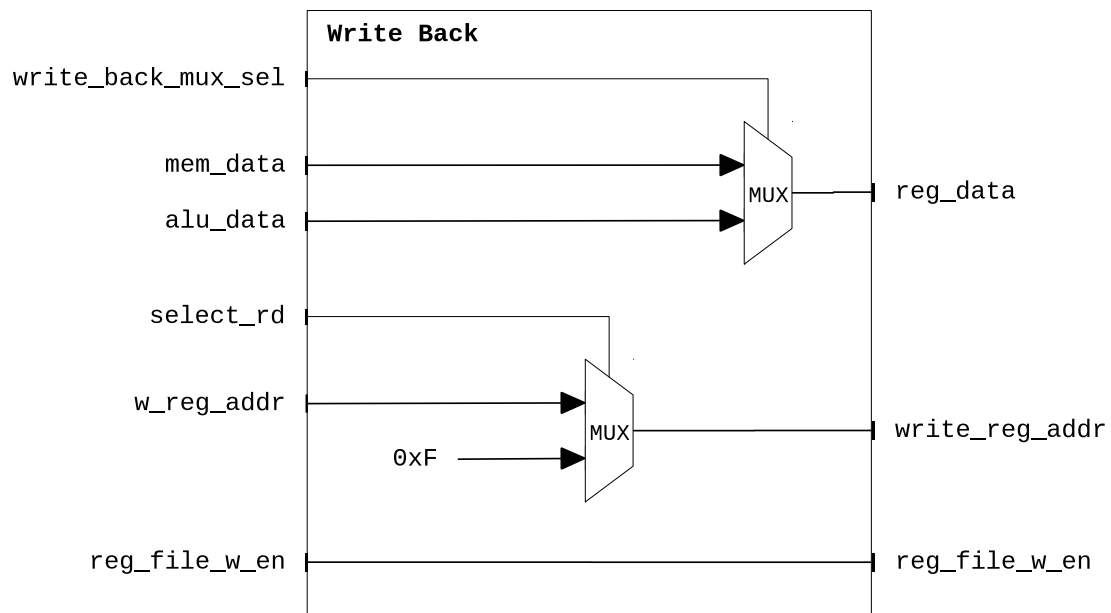 Write Back
write_back_mux_sel
mem_data
MUX
reg_data
alu_data
select_rd
w_reg_addr
MUX
write_reg_addr
0xF
reg_file_w_en
reg_file_w_en